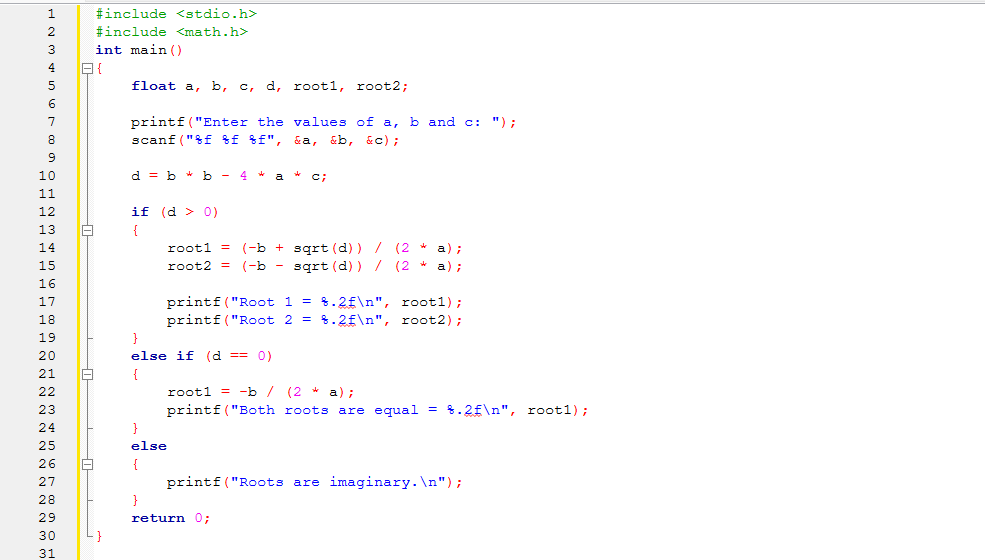 1 #include <stdio.h>
2 #include <math.h>
3 int main()
4 {
5     float a, b, c, d, root1, root2;
6
7     printf("Enter the values of a, b and c: ");
8     scanf("%f %f %f", &a, &b, &c);
9
10     d = b * b - 4 * a * c;
11
12     if (d > 0)
13     {
14         root1 = (-b + sqrt(d)) / (2 * a);
15         root2 = (-b - sqrt(d)) / (2 * a);
16
17         printf("Root 1 = %.2f\n", root1);
18         printf("Root 2 = %.2f\n", root2);
19     }
20     else if (d == 0)
21     {
22         root1 = -b / (2 * a);
23         printf("Both roots are equal = %.2f\n", root1);
24     }
25     else
26     {
27         printf("Roots are imaginary.\n");
28     }
29     return 0;
30 }
31